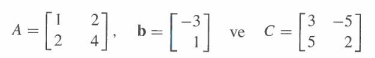 A = [1 2; 2 4], b = [-3; 1] ve C = [3 -5; 5 2]